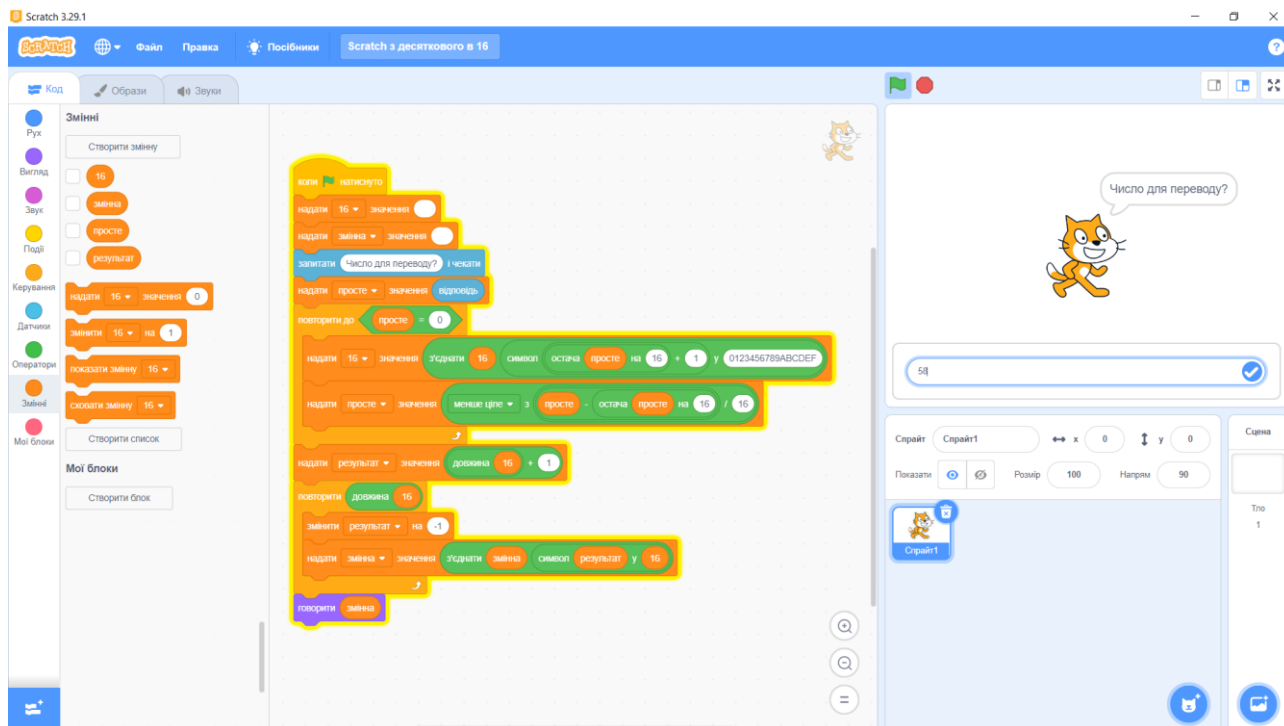 Scratch 3.29.1
SCRATCH
Файл
Правка
Посібники
Scratch з десяткового в 16
Код
Образи
Звуки
Рух
Вигляд
Звук
Події
Керування
Датчики
Оператори
Змінні
Мої блоки
Змінні
Створити змінну
16
змінна
просте
результат
надати 16 значення 0
змінити 16 на 1
показати змінну 16
сховати змінну 16
Створити список
Мої блоки
Створити блок
коли натиснуто
надати 16 значення
надати змінна значення
запитати Число для переводу? і чекати
надати просте значення відповідь
повторити до просте = 0
надати 16 значення з'єднати 16 символ остача просте на 16 + 1 у 0123456789ABCDEF
надати просте значення менше ціле з просте - остача просте на 16 / 16
надати результат значення довжина 16 + 1
повторити довжина 16
змінити результат на -1
надати змінна значення з'єднати змінна символ результат у 16
говорити змінна
Число для переводу?
58
Спрайт Спрайт1 x 0 y 0
Показати Розмір 100 Напрям 90
Спрайт1
Сцена
Тло
1